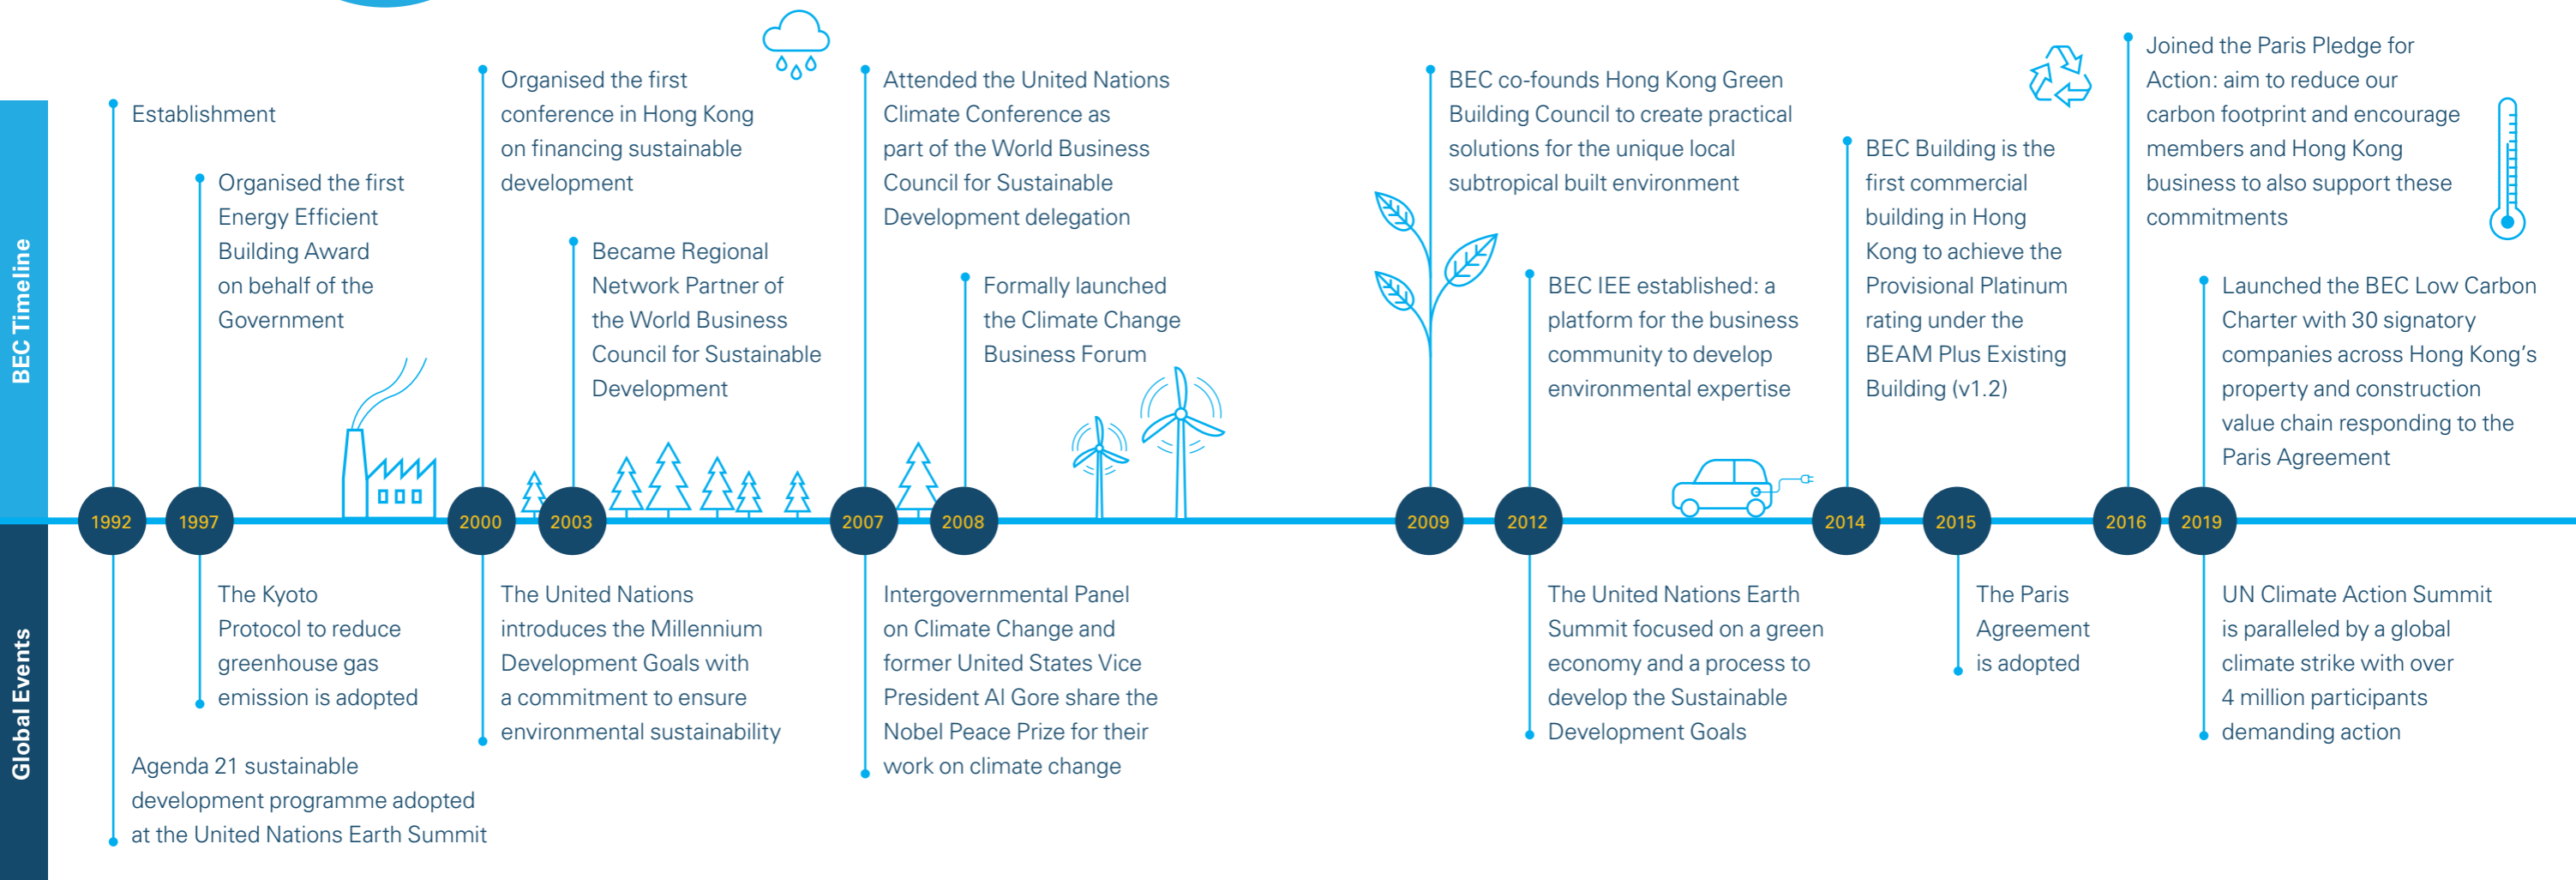 BEC Timeline
Establishment
Organised the first
Energy Efficient
Building Award
on behalf of the
Government
Organised the first
conference in Hong Kong
on financing sustainable
development
Became Regional
Network Partner of
the World Business
Council for Sustainable
Development
Attended the United Nations
Climate Conference as
part of the World Business
Council for Sustainable
Development delegation
Formally launched
the Climate Change
Business Forum
BEC co-founds Hong Kong Green
Building Council to create practical
solutions for the unique local
subtropical built environment
BEC IEE established: a
platform for the business
community to develop
environmental expertise
BEC Building is the
first commercial
building in Hong
Kong to achieve the
Provisional Platinum
rating under the
BEAM Plus Existing
Building (v1.2)
Joined the Paris Pledge for
Action: aim to reduce our
carbon footprint and encourage
members and Hong Kong
business to also support these
commitments
Launched the BEC Low Carbon
Charter with 30 signatory
companies across Hong Kong’s
property and construction
value chain responding to the
Paris Agreement
1992
1997
2000
2003
2007
2008
2009
2012
2014
2015
2016
2019
Global Events
Agenda 21 sustainable
development programme adopted
at the United Nations Earth Summit
The Kyoto
Protocol to reduce
greenhouse gas
emission is adopted
The United Nations
introduces the Millennium
Development Goals with
a commitment to ensure
environmental sustainability
Intergovernmental Panel
on Climate Change and
former United States Vice
President Al Gore share the
Nobel Peace Prize for their
work on climate change
The United Nations Earth
Summit focused on a green
economy and a process to
develop the Sustainable
Development Goals
The Paris
Agreement
is adopted
UN Climate Action Summit
is paralleled by a global
climate strike with over
4 million participants
demanding action